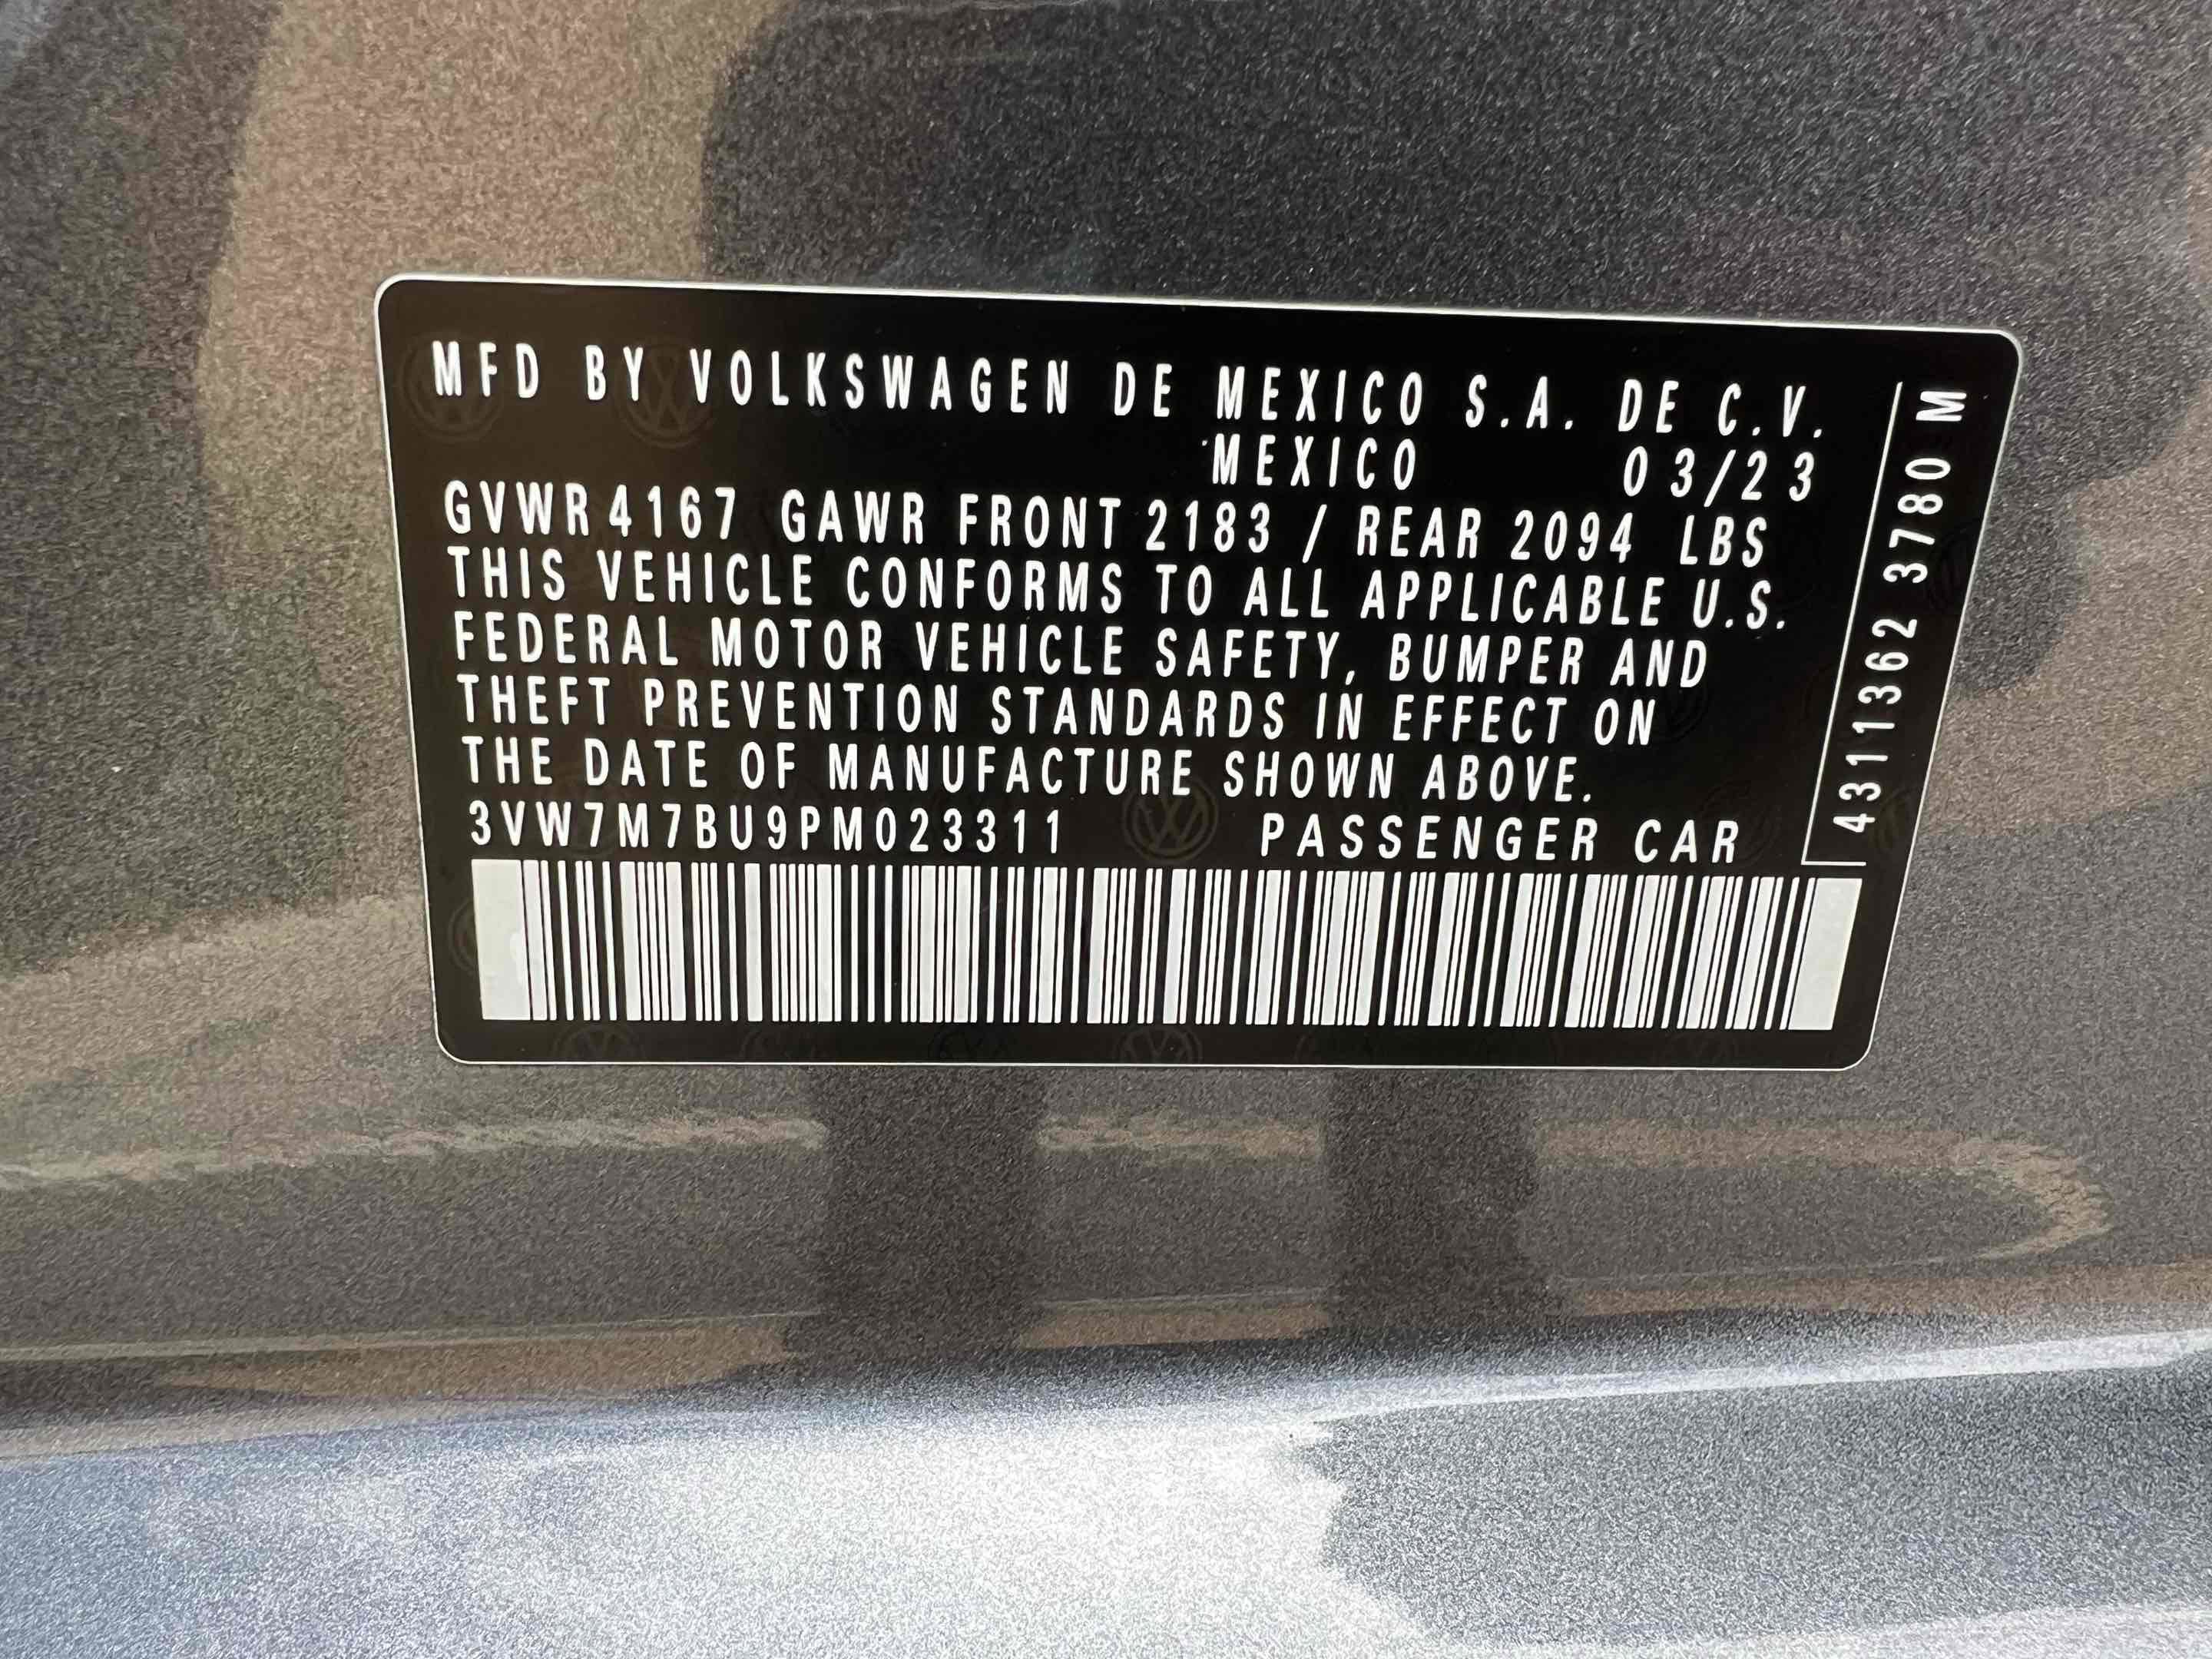 MFD BY VOLKSWAGEN DE MEXICO S.A. DE C.V.
MEXICO 03/23
GVWR 4167 GAWR FRONT 2183 / REAR 2094 LBS
THIS VEHICLE CONFORMS TO ALL APPLICABLE U.S.
FEDERAL MOTOR VEHICLE SAFETY, BUMPER AND
THEFT PREVENTION STANDARDS IN EFFECT ON
THE DATE OF MANUFACTURE SHOWN ABOVE.
3VW7M7BU9PM023311 PASSENGER CAR
4311362 3780 M